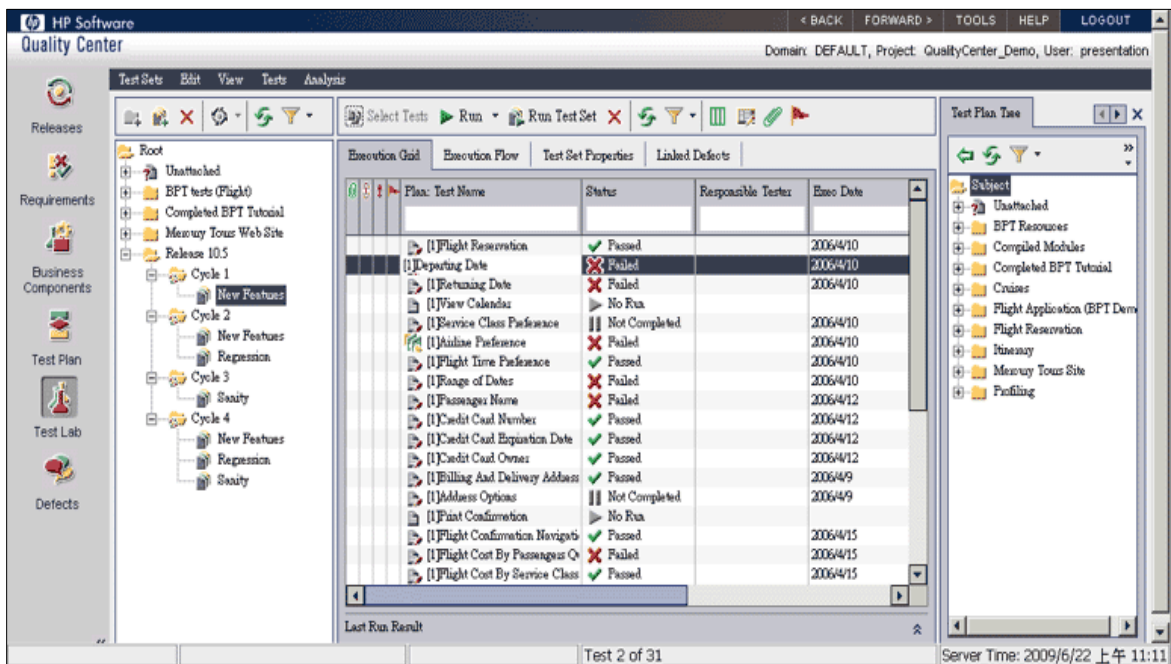 HP Software
< BACK FORWARD > TOOLS HELP LOGOUT
Quality Center
Domain: DEFAULT, Project: QualityCenter_Demo, User: presentation
Releases
Requirements
Business Components
Test Plan
Test Lab
Defects
Test Sets Edit View Tests Analysis
Root
Unattached
BPT tests (Flight)
Completed BPT Tutorial
Mercury Tours Web Site
Release 10.5
Cycle 1
New Features
Cycle 2
New Features
Regression
Cycle 3
Sanity
Cycle 4
New Features
Regression
Sanity
Select Tests Run Run Test Set
Execution Grid Execution Flow Test Set Properties Linked Defects
Plan: Test Name Status Responsible Tester Exec Date
[1]Flight Reservation Passed 2006/4/10
[1]Departing Date Failed 2006/4/10
[1]Returning Date Failed 2006/4/10
[1]View Calendar No Run
[1]Service Class Preference Not Completed 2006/4/10
[1]Airline Preference Failed 2006/4/10
[1]Flight Time Preference Passed 2006/4/10
[1]Range of Dates Failed 2006/4/10
[1]Passenger Name Failed 2006/4/12
[1]Credit Card Number Passed 2006/4/12
[1]Credit Card Expiration Date Passed 2006/4/12
[1]Credit Card Owner Passed 2006/4/12
[1]Billing And Delivery Address Passed 2006/4/9
[1]Address Options Not Completed 2006/4/9
[1]Print Confirmation No Run
[1]Flight Confirmation Navigati Passed 2006/4/15
[1]Flight Cost By Passengers Q Failed 2006/4/15
[1]Flight Cost By Service Class Passed 2006/4/15
Last Run Result
Test Plan Tree
Subject
Unattached
BPT Resources
Compiled Modules
Completed BPT Tutorial
Cruises
Flight Application (BPT Dem
Flight Reservation
Itinerary
Mercury Tours Site
Profiling
Test 2 of 31
Server Time: 2009/6/22 上午 11:11